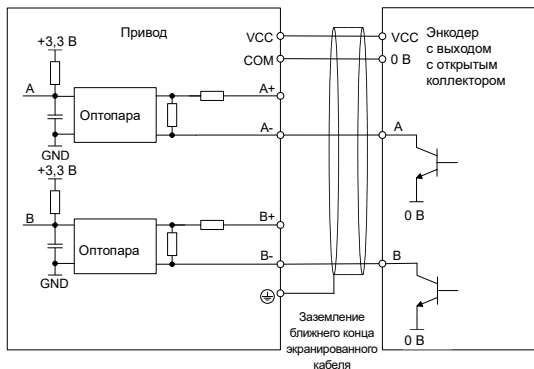 Привод
Энкодер
с выходом
с открытым
коллектором
+3,3 В
VCC
VCC
COM
0 В
A
Оптопара
A+
GND
A-
A
+3,3 В
0 В
B
Оптопара
B+
GND
B-
B
0 В
Заземление
ближнего конца
экранированного
кабеля